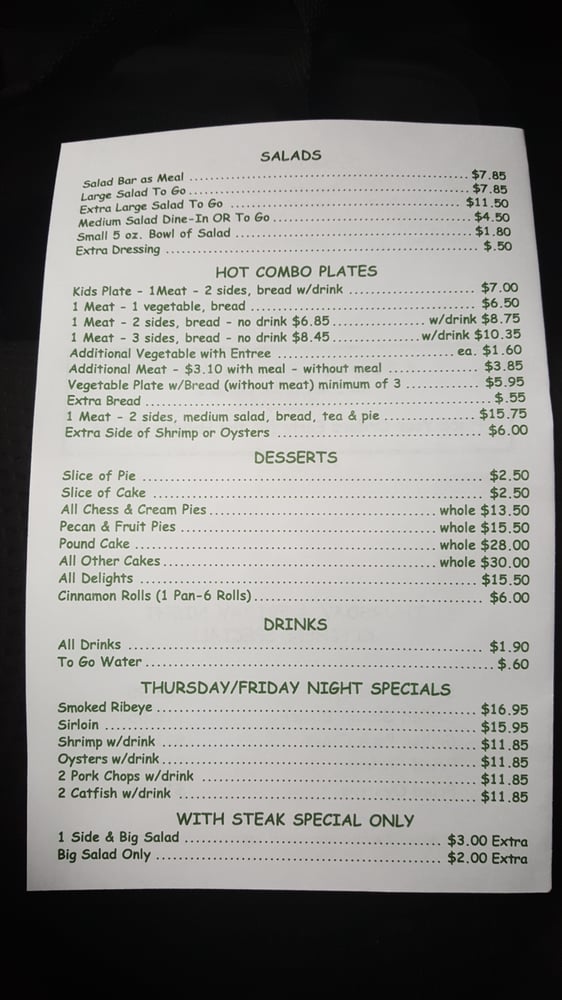 SALADS
Salad Bar as Meal ........ $7.85
Large Salad To Go ........ $7.85
Extra Large Salad To Go ........ $11.50
Medium Salad Dine-In OR To Go ........ $4.50
Small 5 oz. Bowl of Salad ........ $1.80
Extra Dressing ........ $.50
HOT COMBO PLATES
Kids Plate - 1Meat - 2 sides, bread w/drink ........ $7.00
1 Meat - 1 vegetable, bread ........ $6.50
1 Meat - 2 sides, bread - no drink $6.85 ........ w/drink $8.75
1 Meat - 3 sides, bread - no drink $8.45 ........ w/drink $10.35
Additional Vegetable with Entree ........ ea. $1.60
Additional Meat - $3.10 with meal - without meal ........ $3.85
Vegetable Plate w/Bread (without meat) minimum of 3 ........ $5.95
Extra Bread ........ $.55
1 Meat - 2 sides, medium salad, bread, tea & pie ........ $15.75
Extra Side of Shrimp or Oysters ........ $6.00
DESSERTS
Slice of Pie ........ $2.50
Slice of Cake ........ $2.50
All Chess & Cream Pies ........ whole $13.50
Pecan & Fruit Pies ........ whole $15.50
Pound Cake ........ whole $28.00
All Other Cakes ........ whole $30.00
All Delights ........ $15.50
Cinnamon Rolls (1 Pan-6 Rolls) ........ $6.00
DRINKS
All Drinks ........ $1.90
To Go Water ........ $.60
THURSDAY/FRIDAY NIGHT SPECIALS
Smoked Ribeye ........ $16.95
Sirloin ........ $15.95
Shrimp w/drink ........ $11.85
Oysters w/drink ........ $11.85
2 Pork Chops w/drink ........ $11.85
2 Catfish w/drink ........ $11.85
WITH STEAK SPECIAL ONLY
1 Side & Big Salad ........ $3.00 Extra
Big Salad Only ........ $2.00 Extra